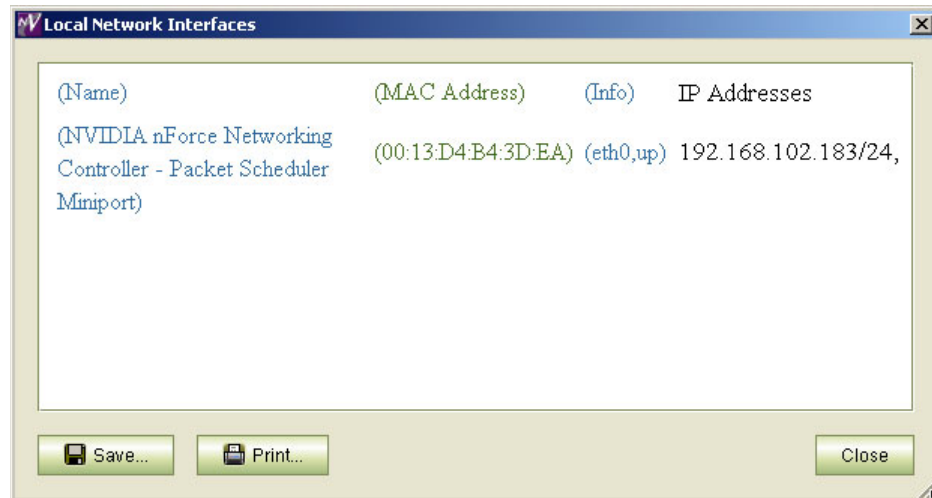 Local Network Interfaces
(Name) (MAC Address) (Info) IP Addresses
(NVIDIA nForce Networking
Controller - Packet Scheduler
Miniport) (00:13:D4:B4:3D:EA) (eth0,up) 192.168.102.183/24,
Save... Print... Close